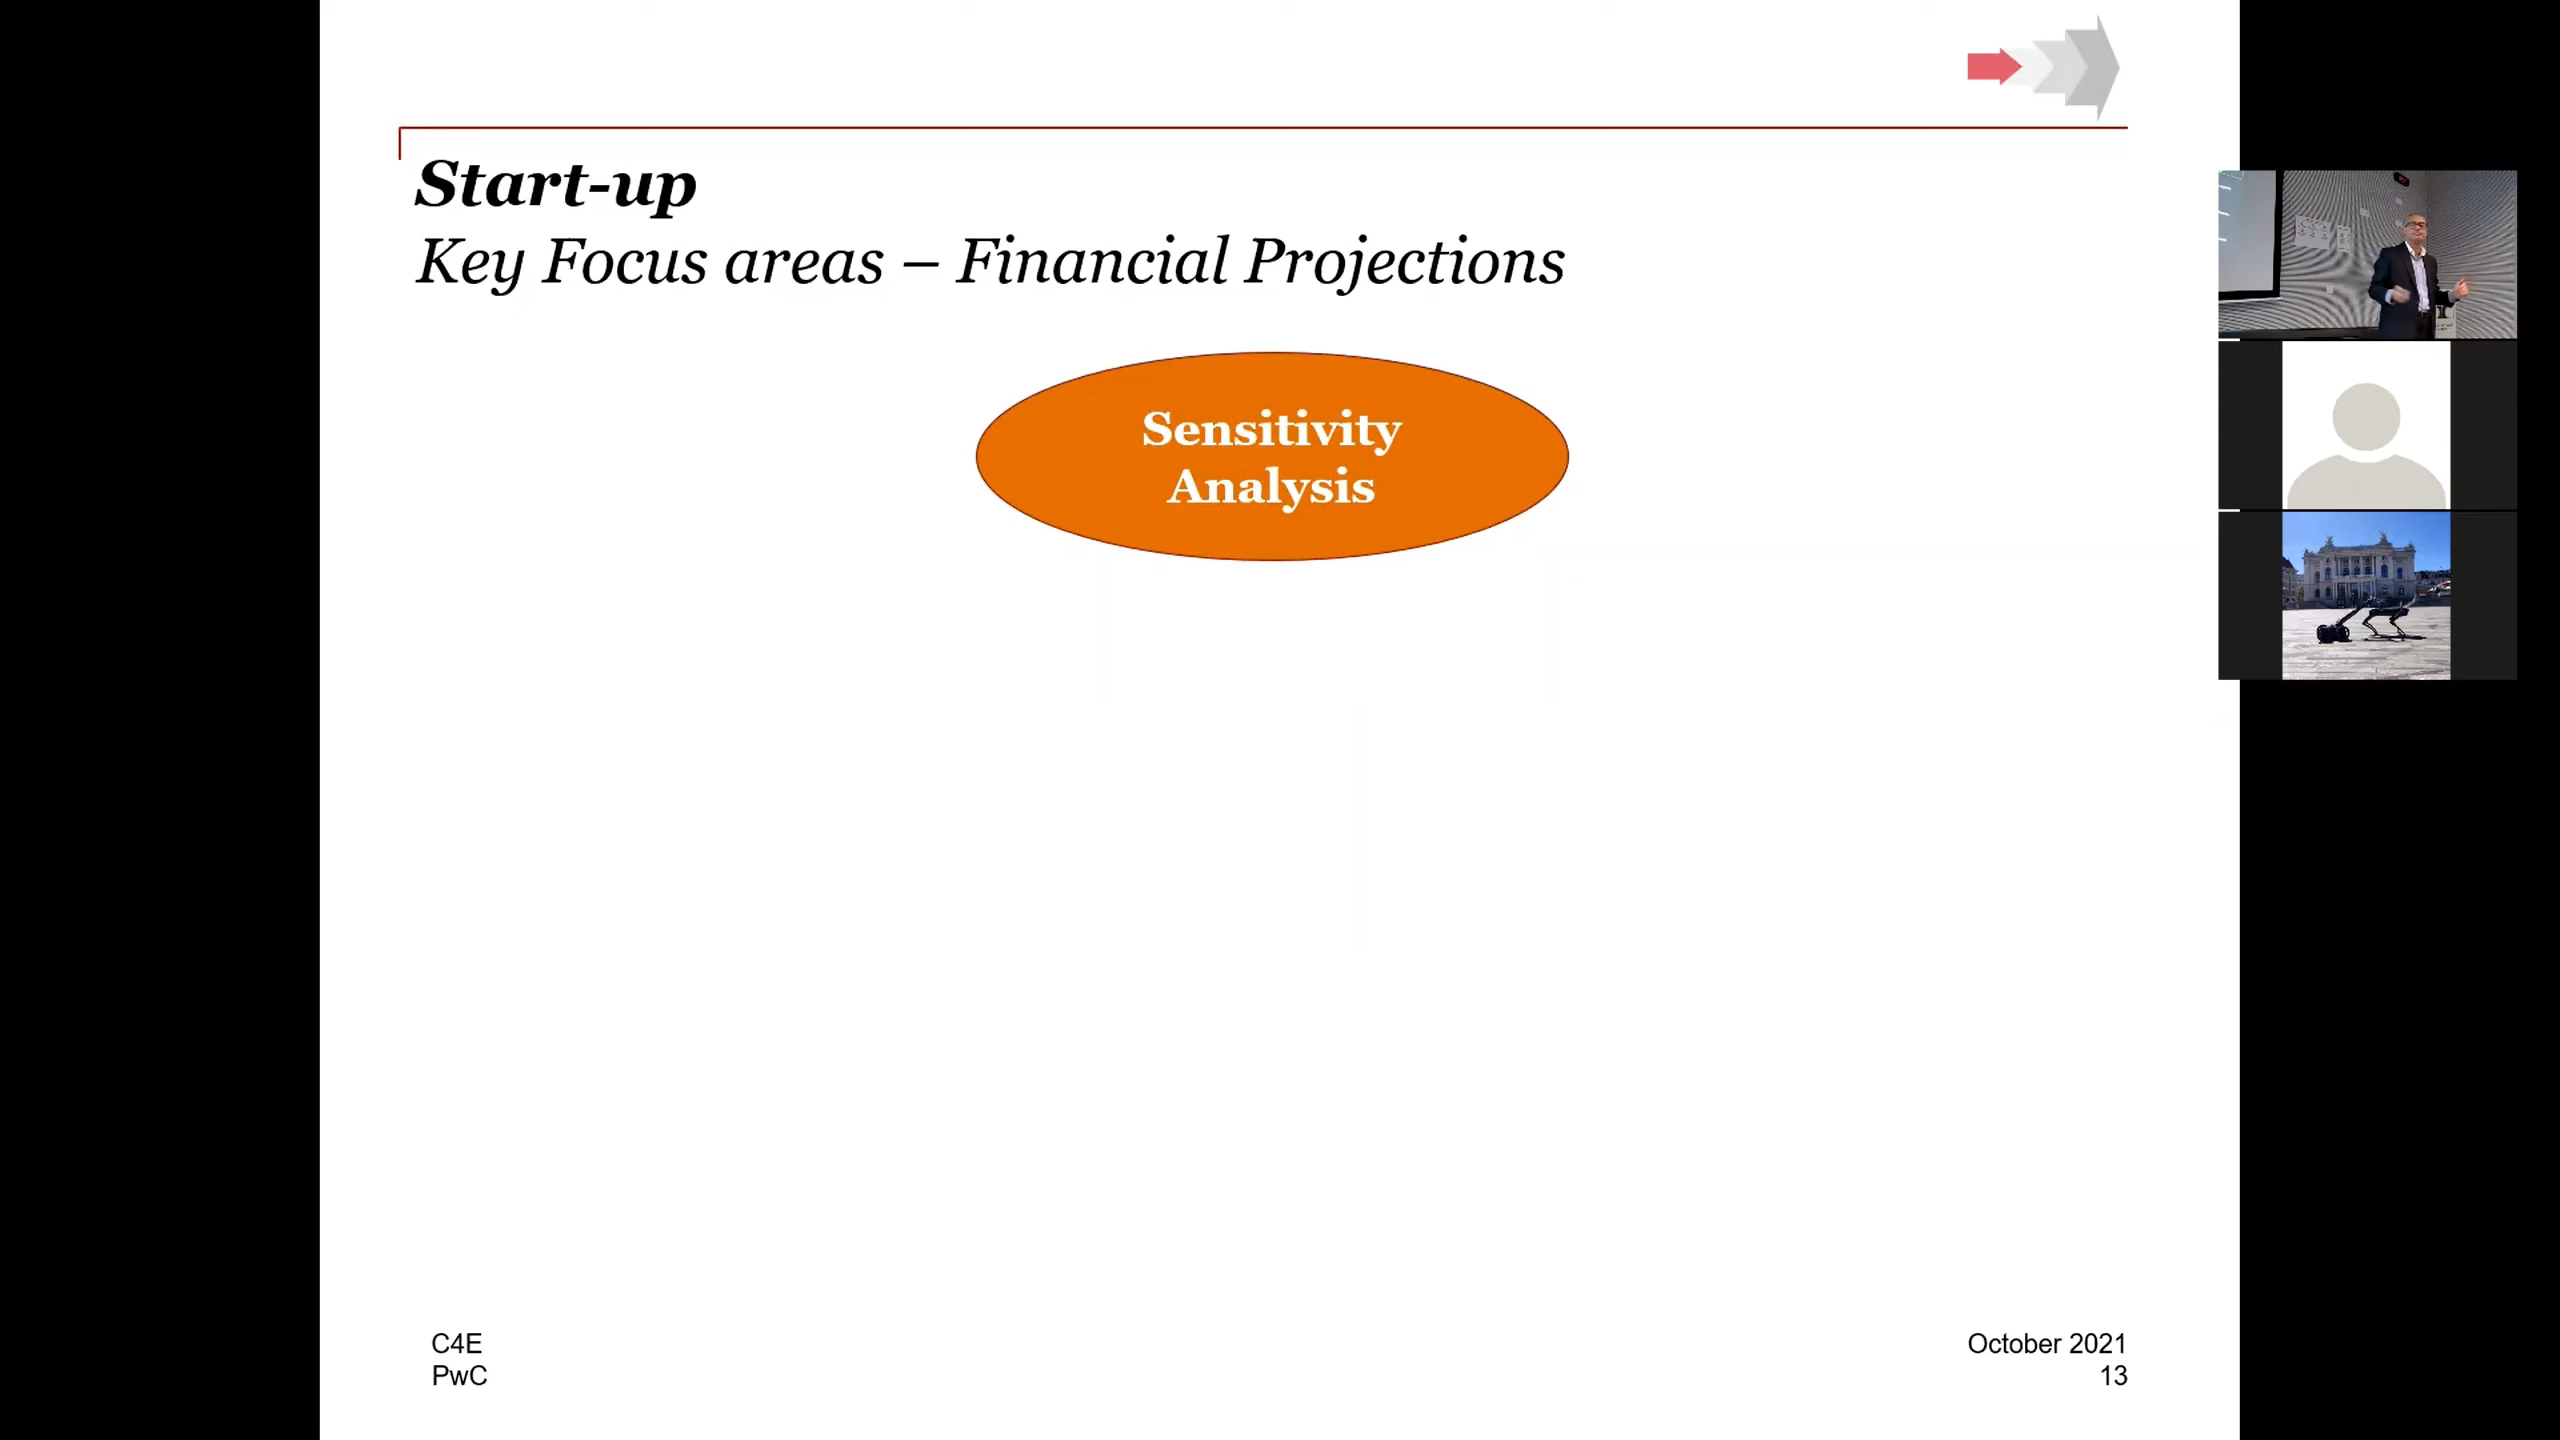 Start-up
Key Focus areas – Financial Projections
Sensitivity
Analysis
C4E
PwC
October 2021
13